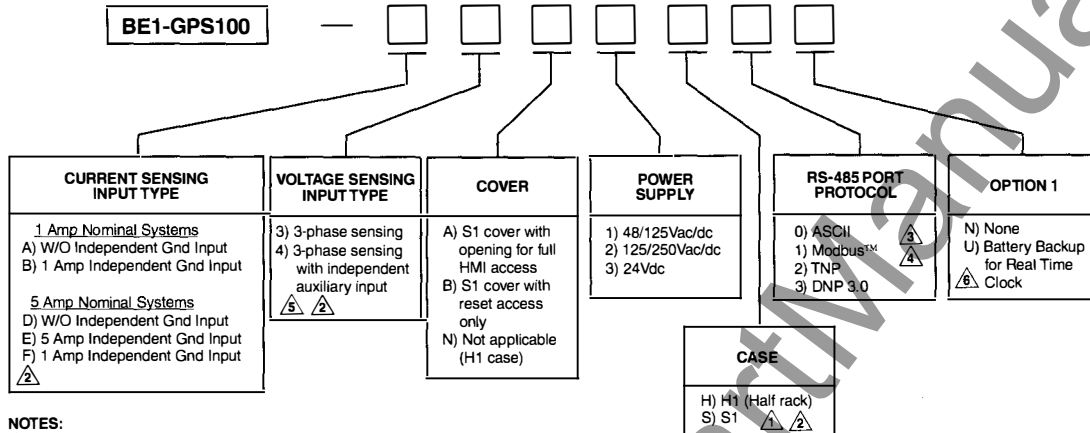 BE1-GPS100 —
CURRENT SENSING
INPUT TYPE
1 Amp Nominal Systems
A) W/O Independent Gnd Input
B) 1 Amp Independent Gnd Input
5 Amp Nominal Systems
D) W/O Independent Gnd Input
E) 5 Amp Independent Gnd Input
F) 1 Amp Independent Gnd Input
2
VOLTAGE SENSING
INPUT TYPE
3) 3-phase sensing
4) 3-phase sensing
with independent
auxiliary input
5 2
COVER
A) S1 cover with
opening for full
HMI access
B) S1 cover with
reset access
only
N) Not applicable
(H1 case)
POWER
SUPPLY
1) 48/125Vac/dc
2) 125/250Vac/dc
3) 24Vdc
CASE
H) H1 (Half rack)
S) S1 1 2
RS-485 PORT
PROTOCOL
0) ASCII 3
1) Modbus™ 4
2) TNP
3) DNP 3.0
OPTION 1
N) None
U) Battery Backup
for Real Time
6 Clock
NOTES: